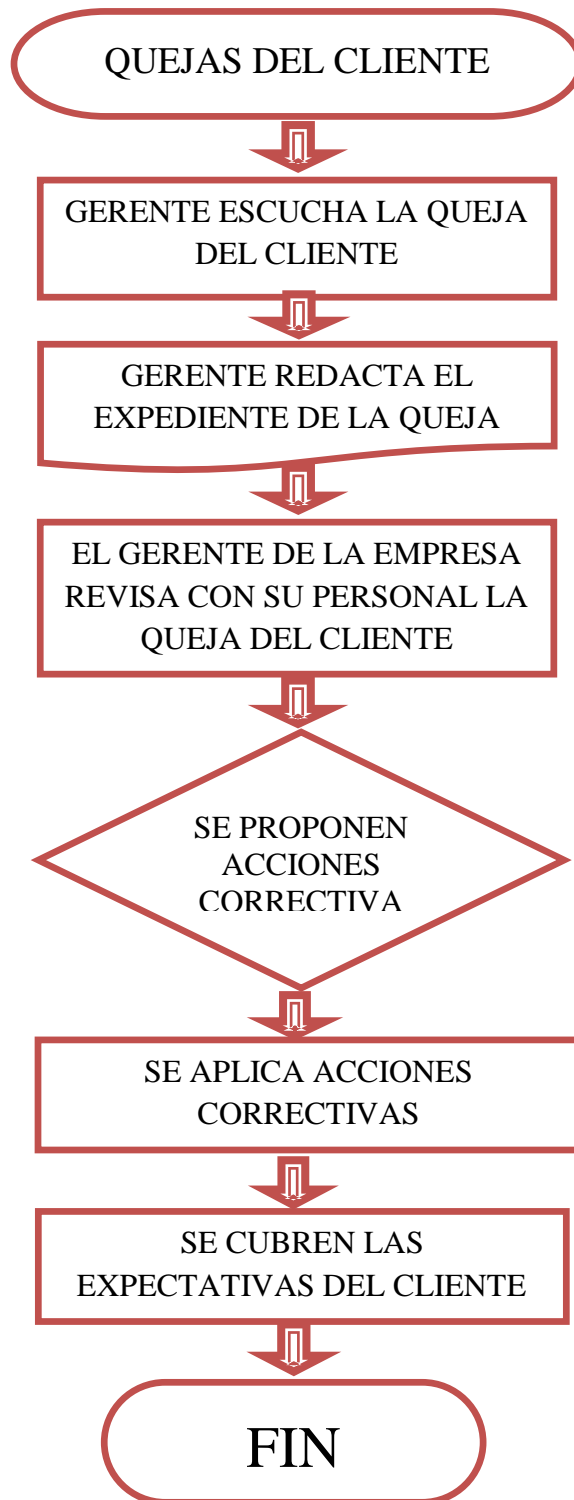 QUEJAS DEL CLIENTE
GERENTE ESCUCHA LA QUEJA
DEL CLIENTE
GERENTE REDACTA EL
EXPEDIENTE DE LA QUEJA
EL GERENTE DE LA EMPRESA
REVISA CON SU PERSONAL LA
QUEJA DEL CLIENTE
SE PROPONEN
ACCIONES
CORRECTIVA
SE APLICA ACCIONES
CORRECTIVAS
SE CUBREN LAS
EXPECTATIVAS DEL CLIENTE
FIN